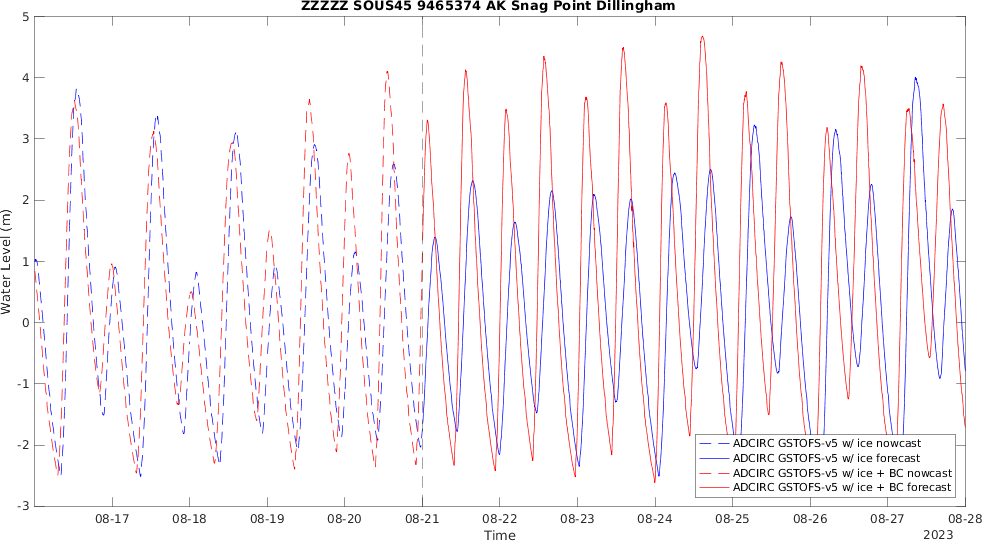 ZZZZZ SOUS45 9465374 AK Snag Point Dillingham
Water Level (m)
5
4
3
2
1
0
-1
-2
-3
ADCIRC GSTOFS-v5 w/ ice nowcast
ADCIRC GSTOFS-v5 w/ ice forecast
ADCIRC GSTOFS-v5 w/ ice + BC nowcast
ADCIRC GSTOFS-v5 w/ ice + BC forecast
08-17 08-18 08-19 08-20 08-21 08-22 08-23 08-24 08-25 08-26 08-27 08-28
Time
2023